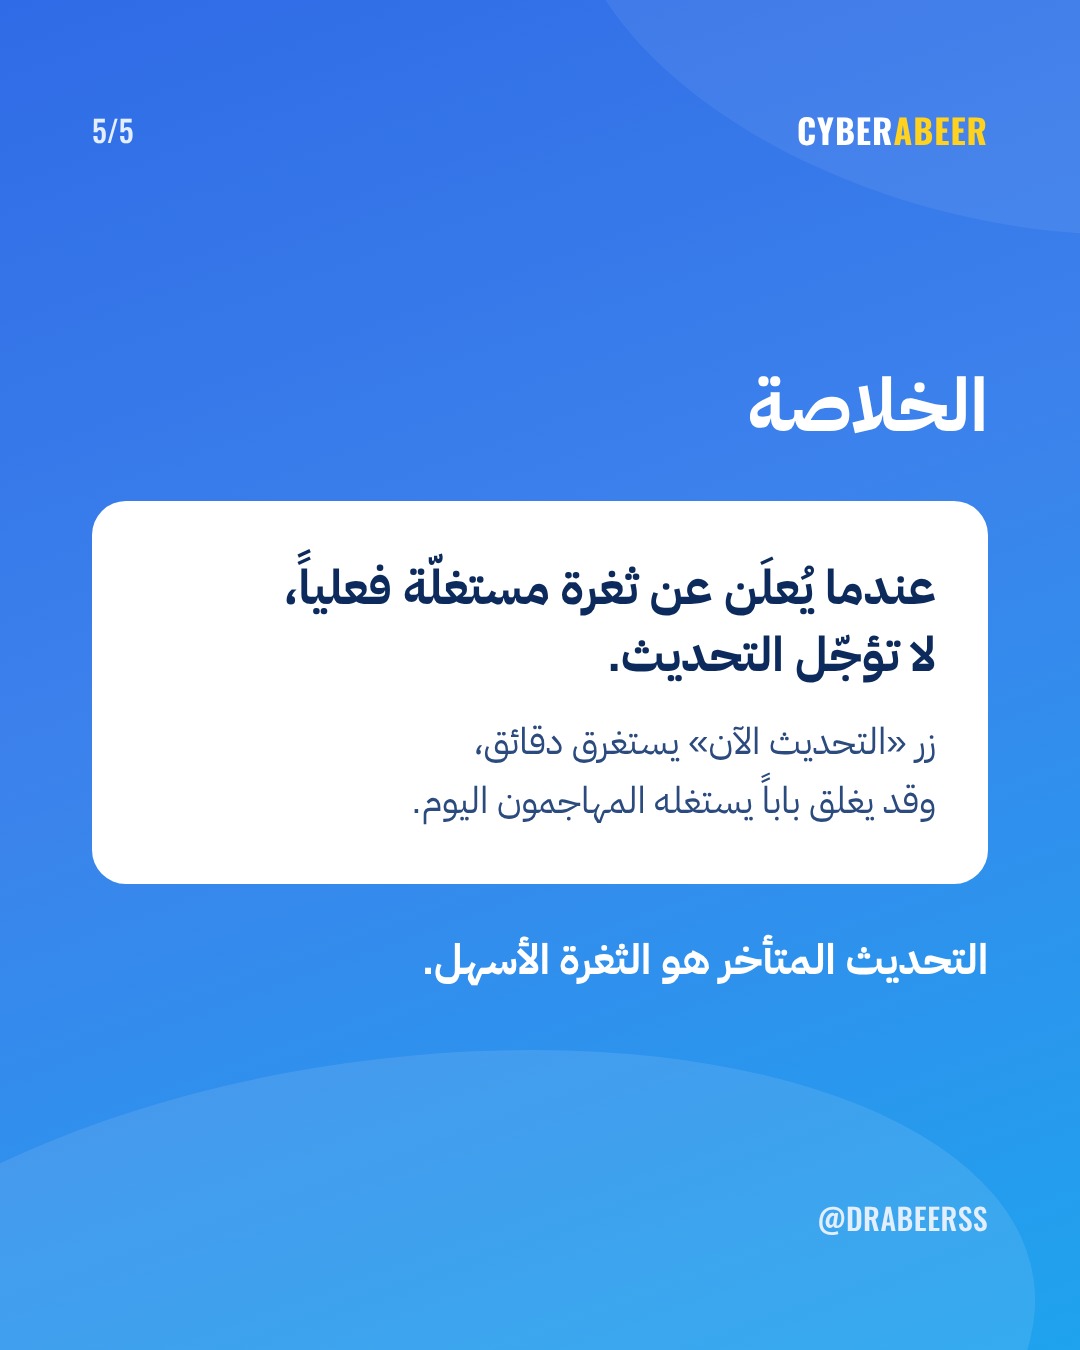 5/5
CYBERABEER
الخلاصة
عندما يُعلَن عن ثغرة مستغلّة فعلياً،
لا تؤجّل التحديث.
زر «التحديث الآن» يستغرق دقائق،
وقد يغلق باباً يستغله المهاجمون اليوم.
التحديث المتأخر هو الثغرة الأسهل.
@DRABEERSS